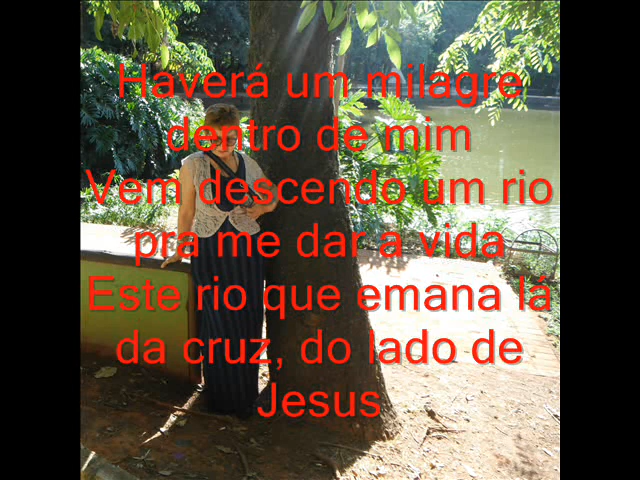 Haverá um milagre
dentro de mim
Vem descendo um rio
pra me dar a vida
Este rio que emana lá
da cruz, do lado de
Jesus